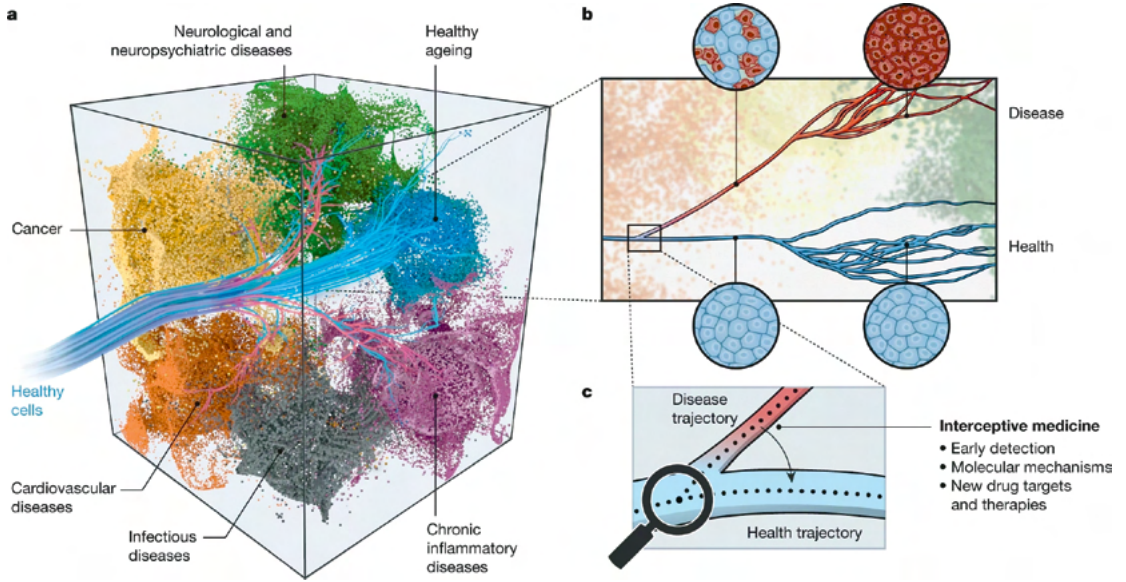 a
Neurological and
neuropsychiatric diseases
Healthy
ageing
Cancer
Healthy
cells
Cardiovascular
diseases
Infectious
diseases
Chronic
inflammatory
diseases
b
Disease
Health
c
Disease
trajectory
Health trajectory
Interceptive medicine
• Early detection
• Molecular mechanisms
• New drug targets
and therapies